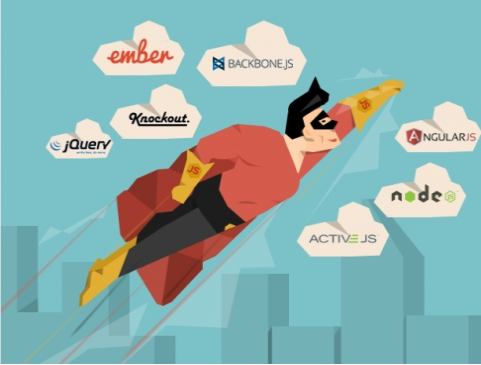 ember
BACKBONE.JS
Knockout.
jQuery
JS
ANGULARJS
JS
node
JS
ACTIVE JS